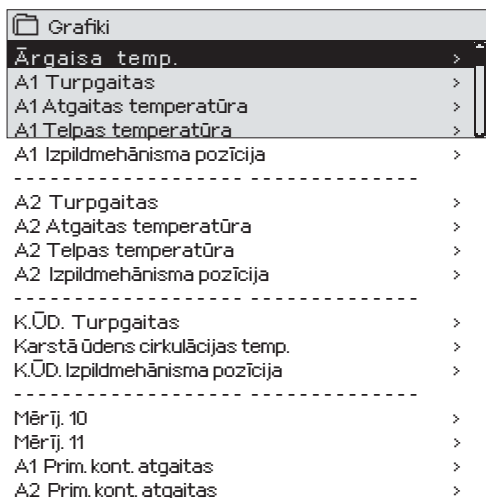 Grafiki
Ārgaisa temp. >
A1 Turpgaitas >
A1 Atgaitas temperatūra >
A1 Telpas temperatūra >
A1 Izpildmehānisma pozīcija >
- - - - - - - - - - - - - - - - - - - - - - - - - - - - - - - - -
A2 Turpgaitas >
A2 Atgaitas temperatūra >
A2 Telpas temperatūra >
A2 Izpildmehānisma pozīcija >
- - - - - - - - - - - - - - - - - - - - - - - - - - - - - - - - -
K.ŪD. Turpgaitas >
Karstā ūdens cirkulācijas temp. >
K.ŪD. Izpildmehānisma pozīcija >
- - - - - - - - - - - - - - - - - - - - - - - - - - - - - - - - -
Mērīj. 10 >
Mērīj. 11 >
A1 Prim. kont. atgaitas >
A2 Prim. kont. atgaitas >